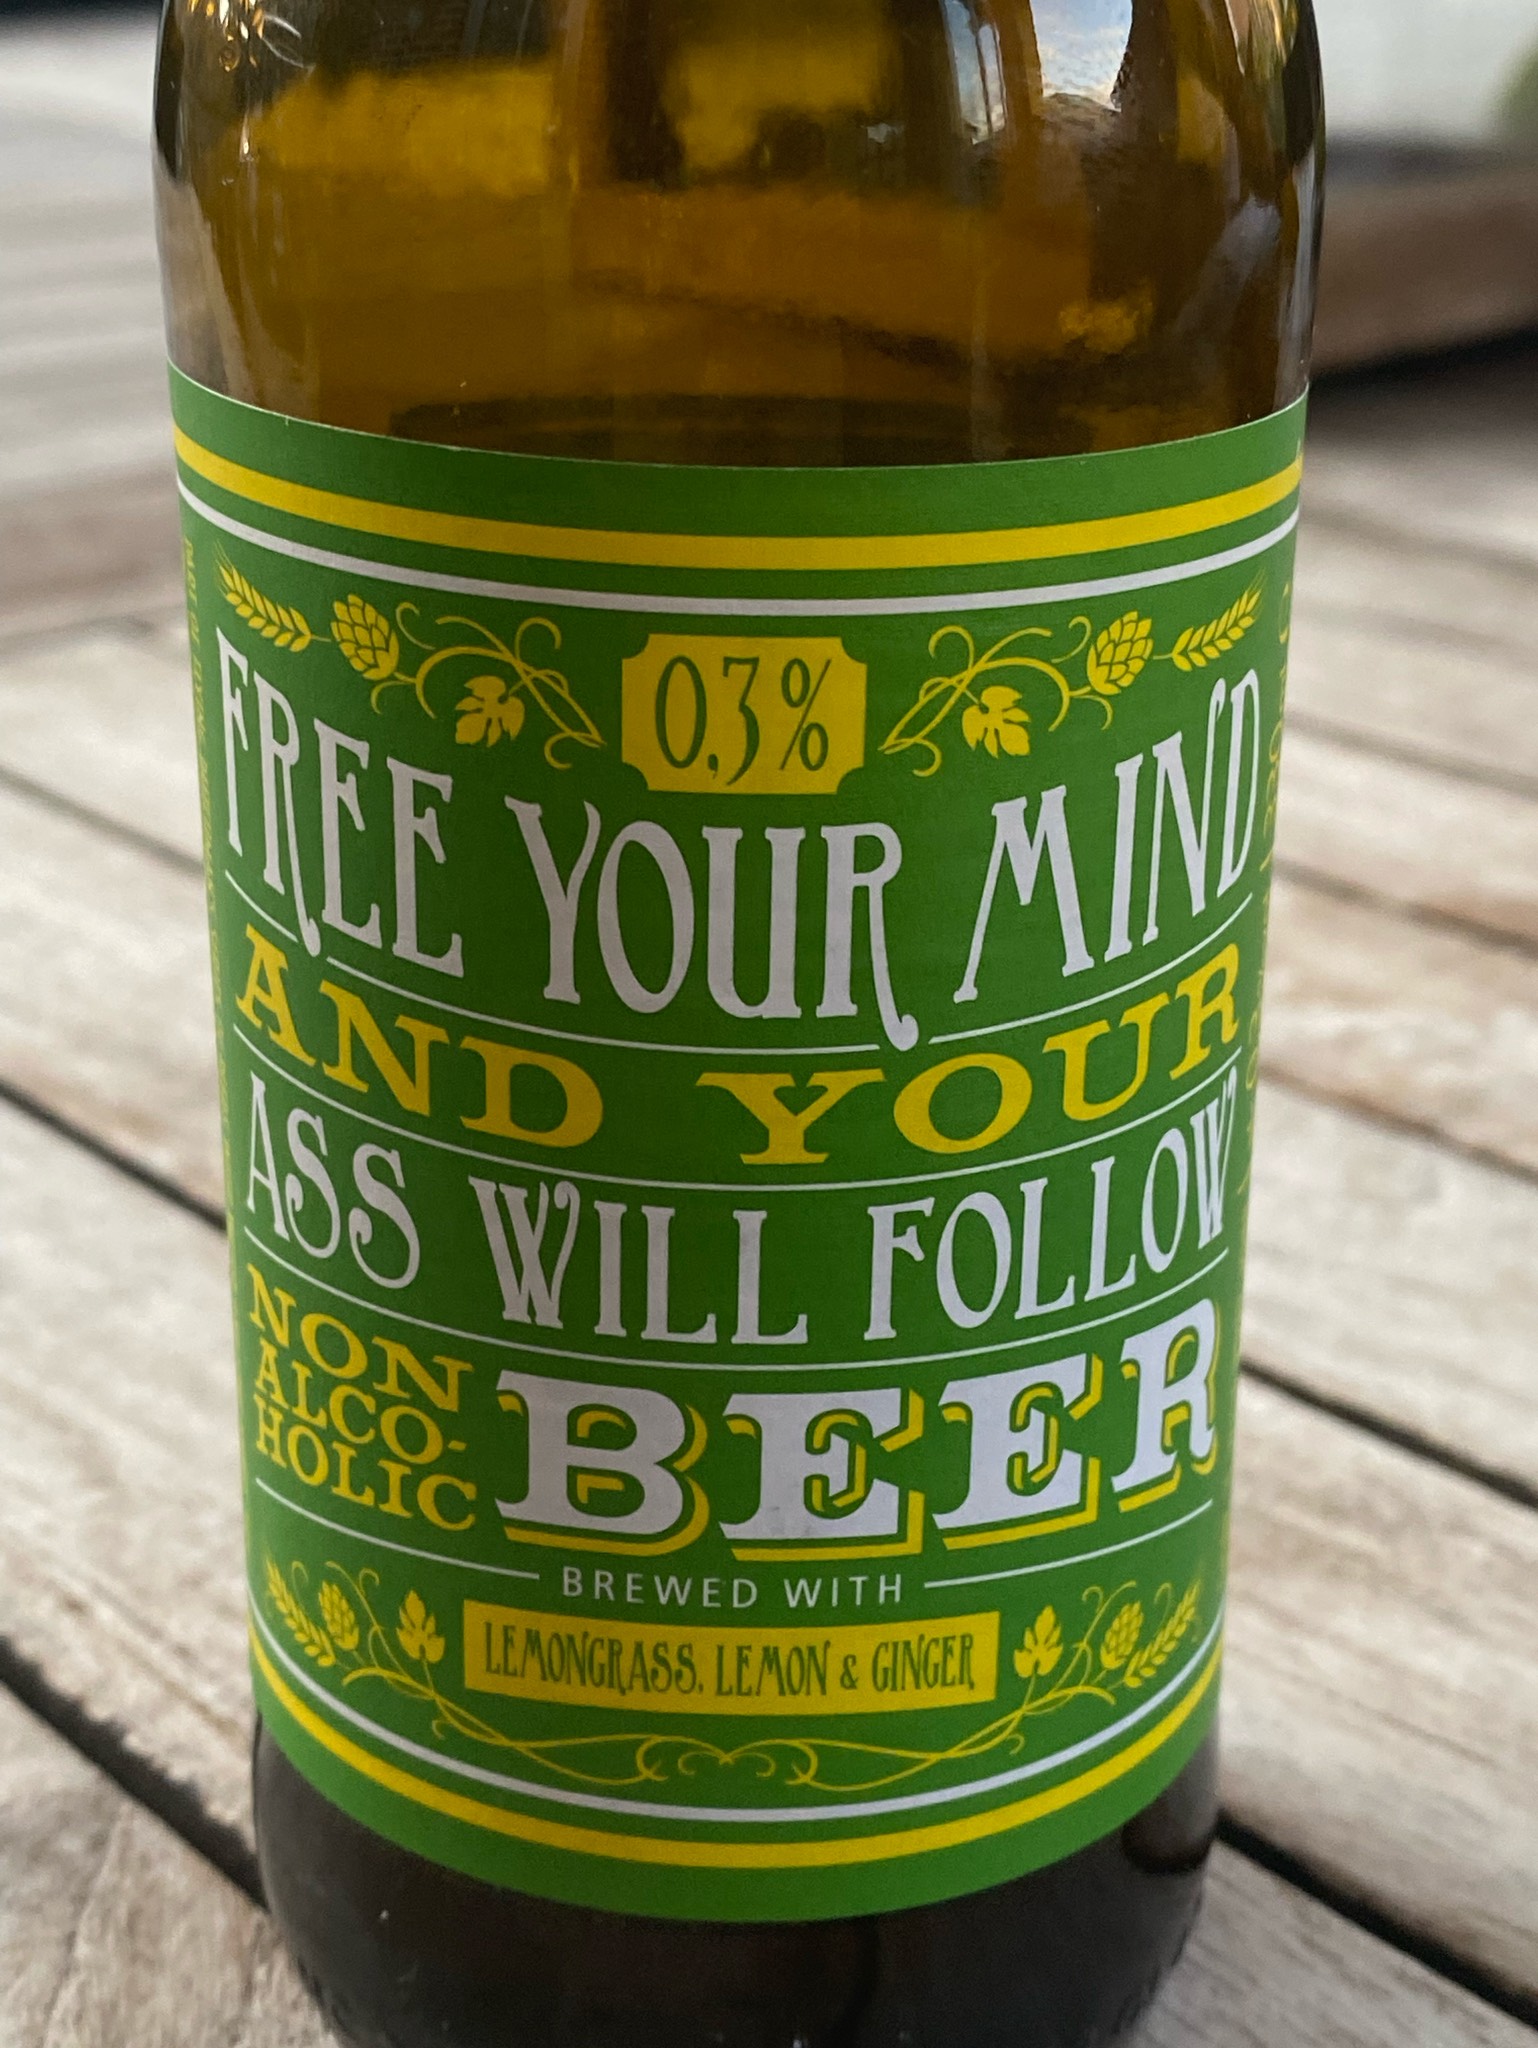 0,3%
FREE YOUR MIND
AND YOUR
ASS WILL FOLLOW'
NON
ALCO-
HOLIC
BEER
BREWED WITH
LEMONGRASS, LEMON & GINGER